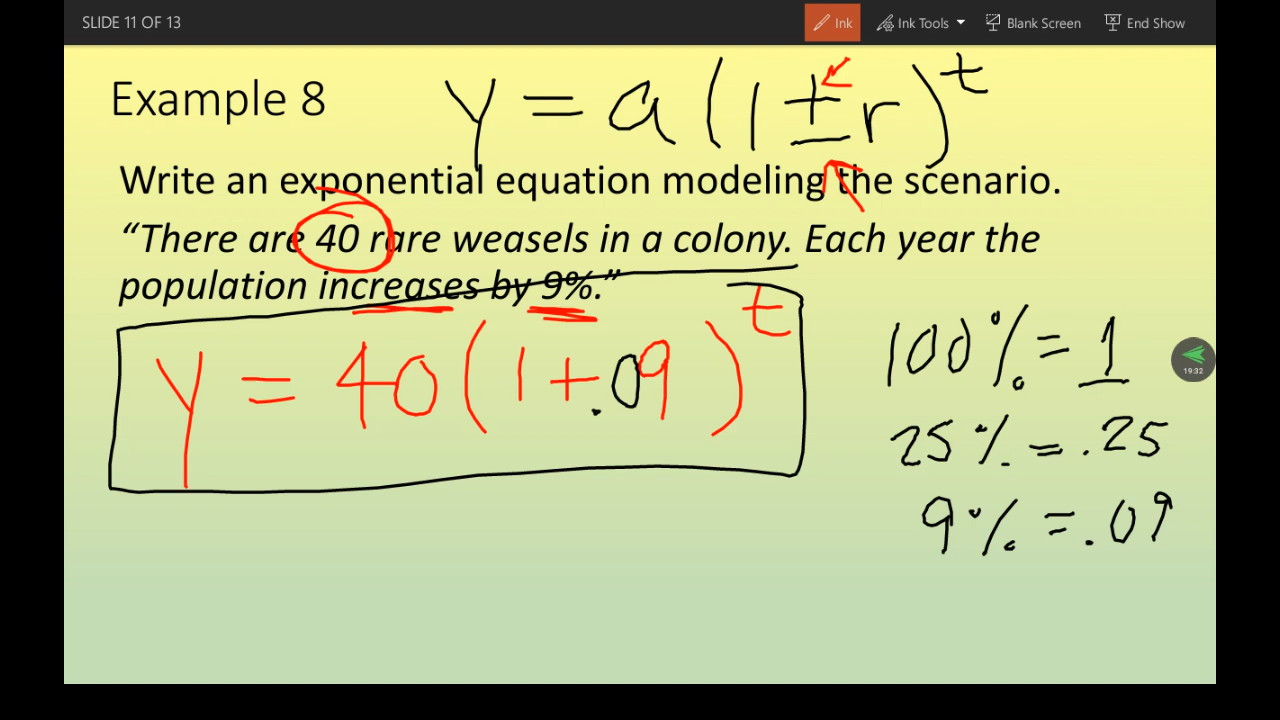 SLIDE 11 OF 13
Ink Ink Tools Blank Screen End Show
Example 8
y = a(1 ± r)^t
Write an exponential equation modeling the scenario.
“There are 40 rare weasels in a colony. Each year the
population increases by 9%.”
y = 40(1+.09)^t
100% = 1
25% = .25
9% = .09
19:32